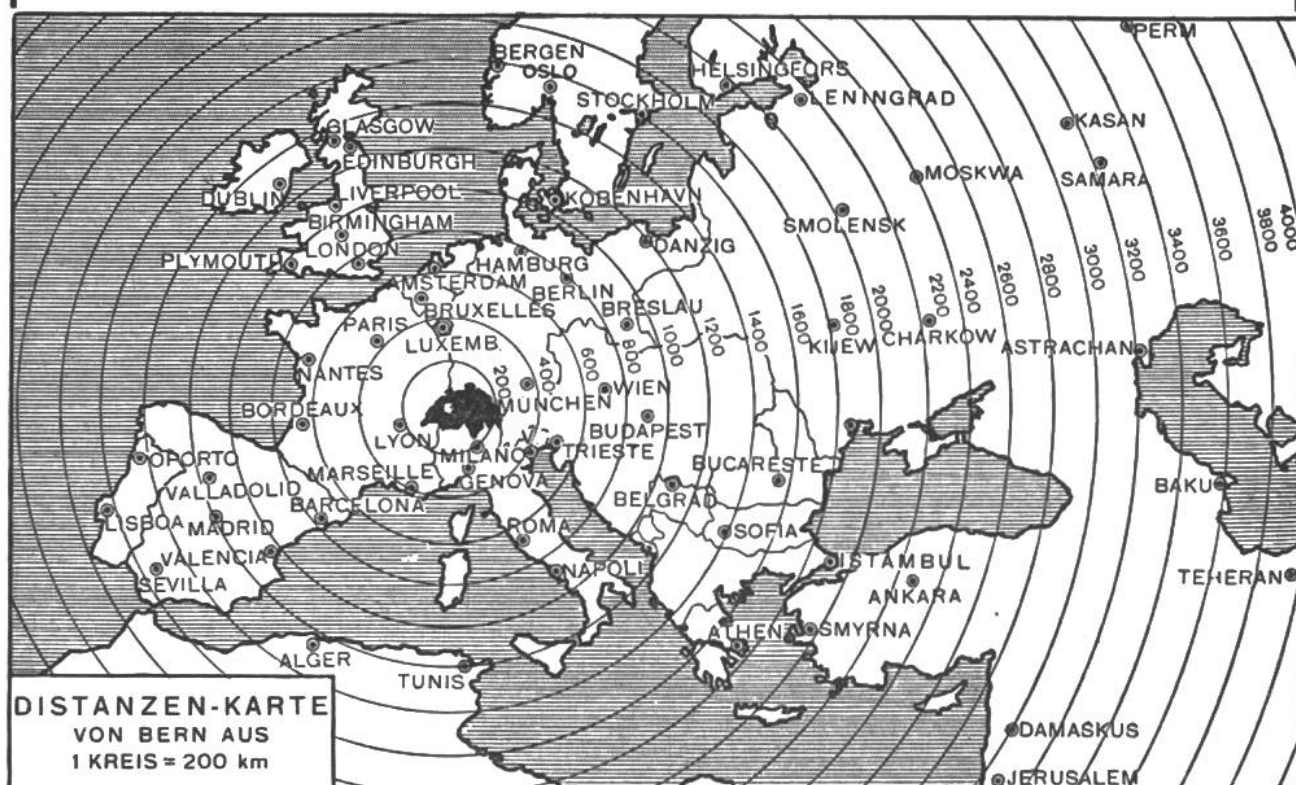 PERM
BERGEN
OSLO
HELSINGFORS
STOCKHOLM
LENINGRAD
KASAN
GLASGOW
EDINBURGH
MOSKWA
SAMARA
DUBLIN
LIVERPOOL
KÖBENHAVN
BIRMINGHAM
SMOLENSK
LONDON
DANZIG
PLYMOUTH
HAMBURG
AMSTERDAM
BERLIN
BRUXELLES
BRESLAU
PARIS
LUXEMB.
KIJEW
CHARKOW
ASTRACHAN
NANTES
200
400
600
800
1000
1200
1400
1600
1800
2000
2200
2400
2600
2800
3000
3200
3400
3600
3800
4000
WIEN
MÜNCHEN
BORDEAUX
LYON
BUDAPEST
MILANO
TRIESTE
OPORTO
MARSEILLE
GENOVA
BUCARESTE
VALLADOLID
BELGRAD
BAKU
BARCELONA
LISBOA
MADRID
ROMA
SOFIA
VALENCIA
SEVILLA
NAPOLI
ISTAMBUL
TEHERAN
ANKARA
ATHEN
SMYRNA
ALGER
TUNIS
DAMASKUS
JERUSALEM
DISTANZEN-KARTE
VON BERN AUS
1 KREIS = 200 km